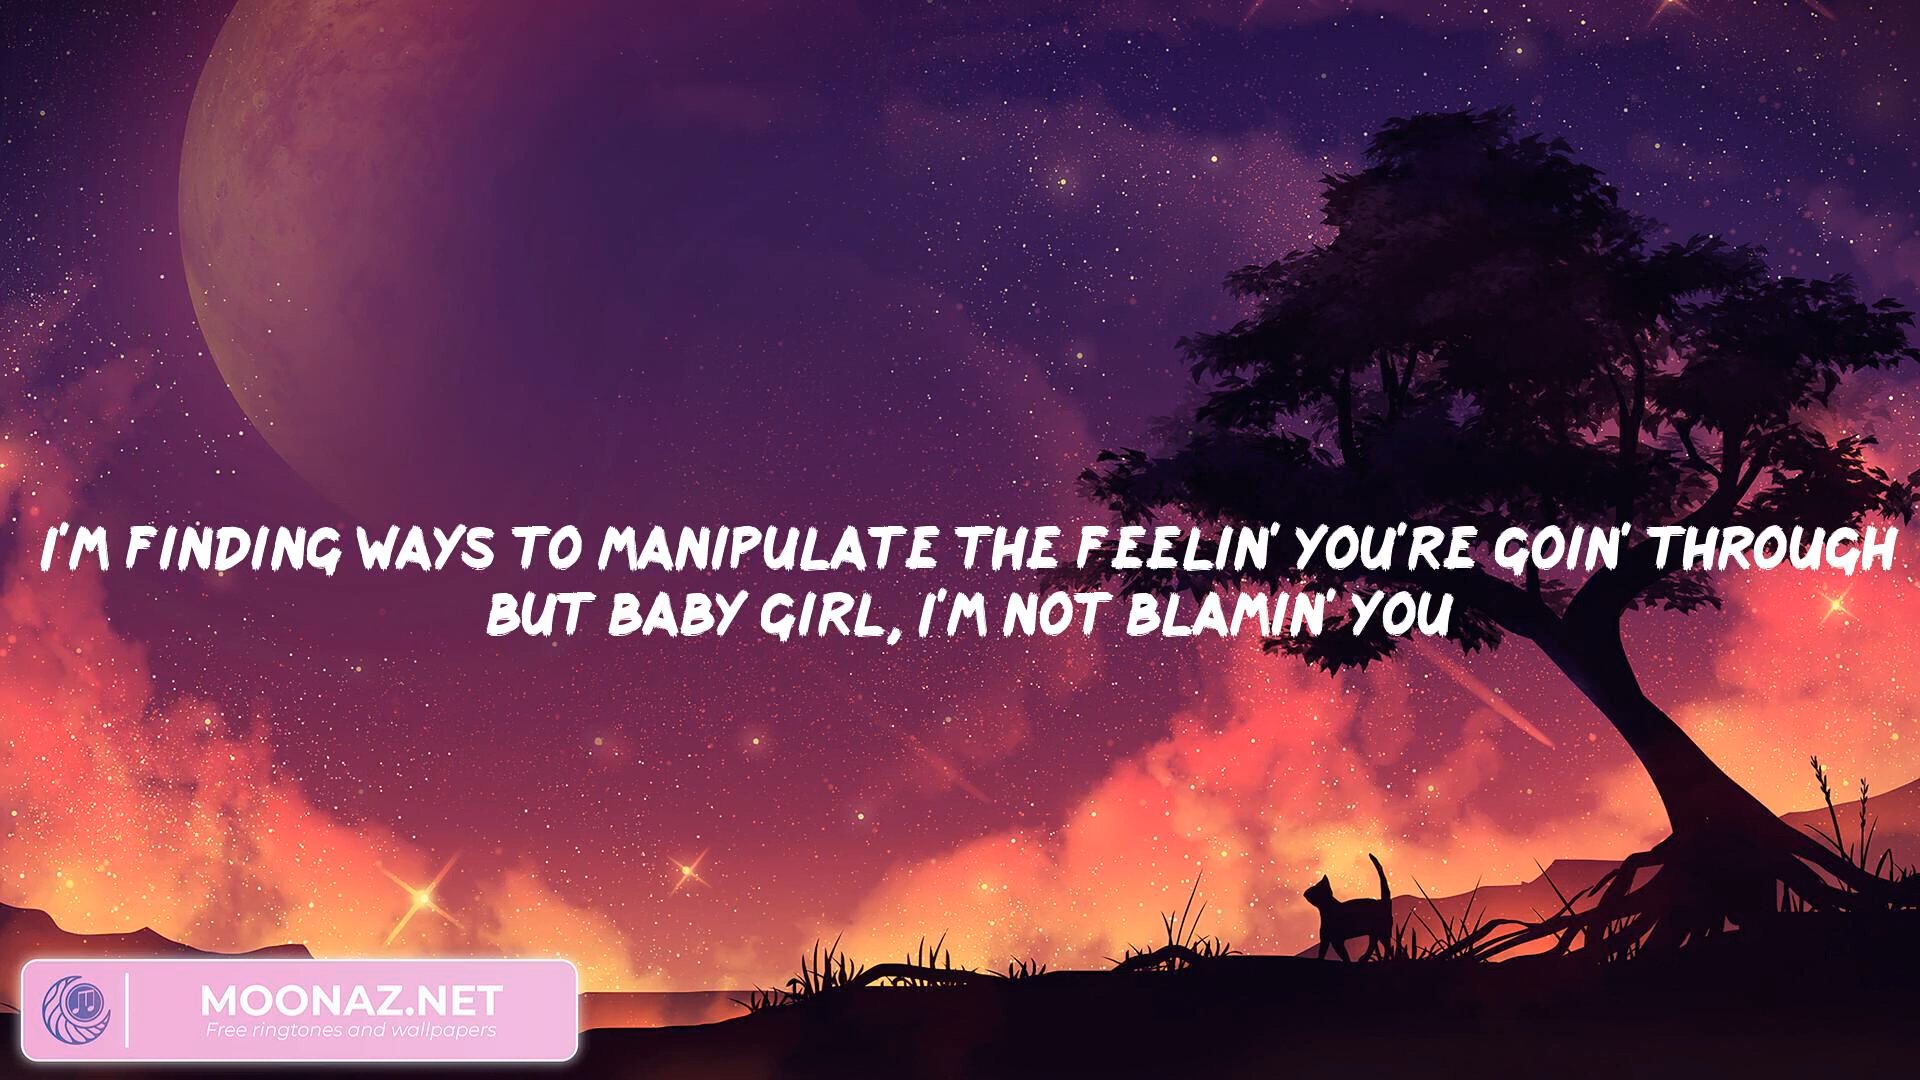 I'M FINDING WAYS TO MANIPULATE THE FEELIN' YOU'RE GOIN' THROUGH
BUT BABY GIRL, I'M NOT BLAMIN' YOU
MOONAZ.NET
Free ringtones and wallpapers